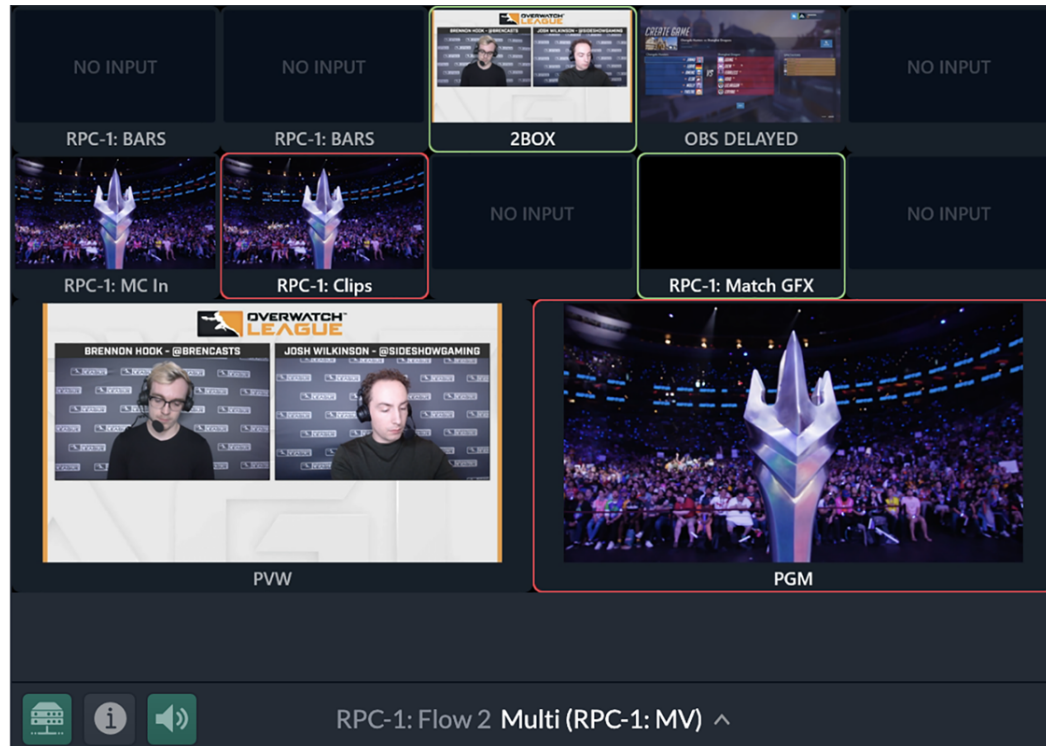 NO INPUT
NO INPUT
OVERWATCH
LEAGUE
BRENNON HOOK - @BRENCASTS
JOSH WILKINSON - @SIDESHOWGAMING
CREATE GAME
VS
NO INPUT
RPC-1: BARS
RPC-1: BARS
2BOX
OBS DELAYED
NO INPUT
NO INPUT
RPC-1: MC In
RPC-1: Clips
RPC-1: Match GFX
OVERWATCH™
LEAGUE
BRENNON HOOK - @BRENCASTS
JOSH WILKINSON - @SIDESHOWGAMING
PVW
PGM
RPC-1: Flow 2 Multi (RPC-1: MV)